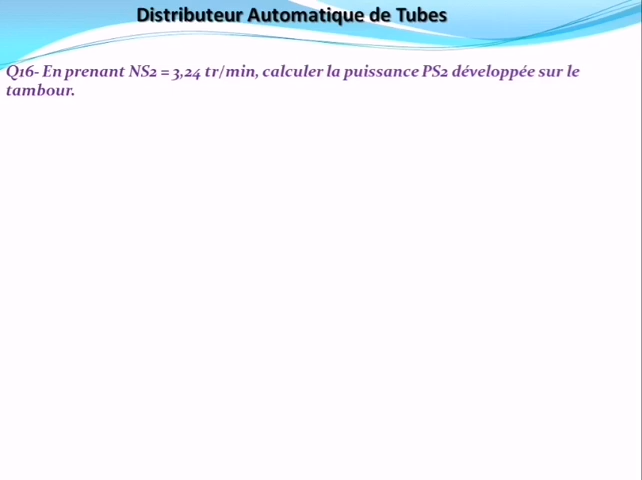 Distributeur Automatique de Tubes
Q16- En prenant NS2 = 3,24 tr/min, calculer la puissance PS2 développée sur le
tambour.